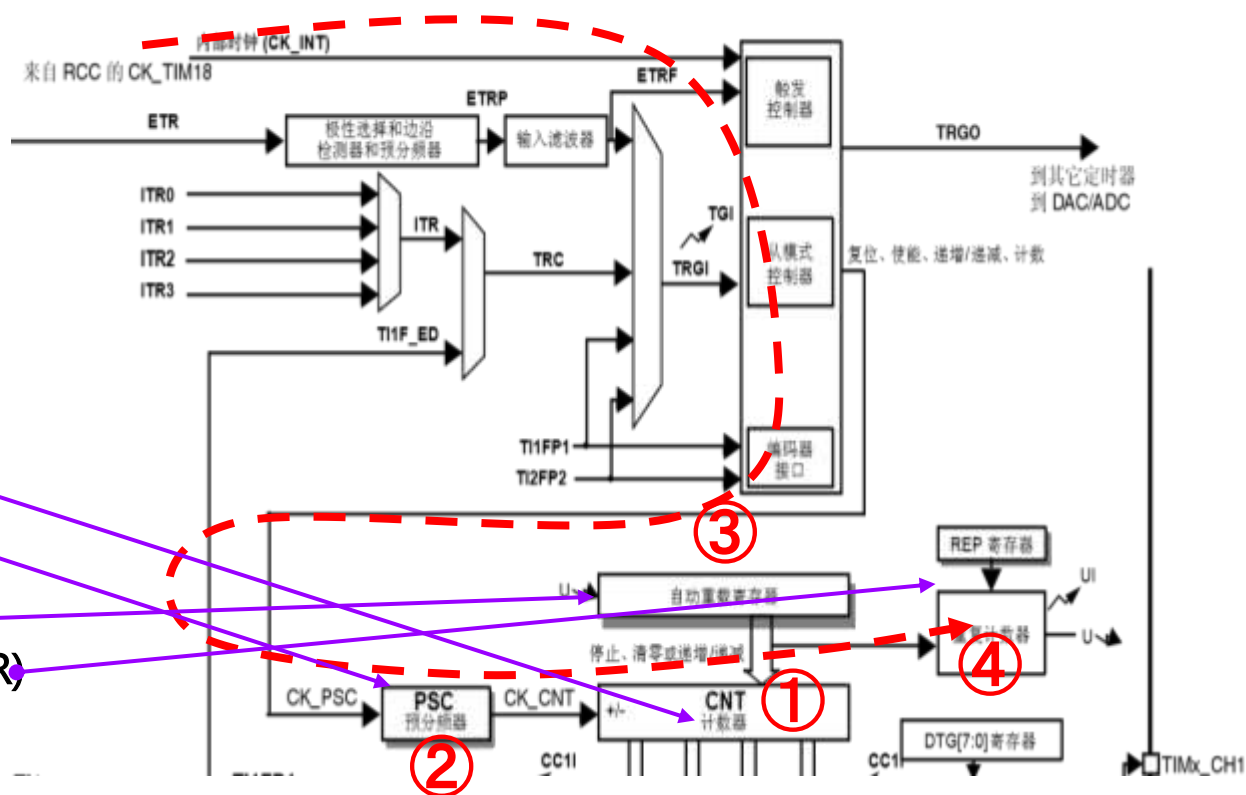 内部时钟 (CK_INT)
来自 RCC 的 CK_TIM18
ETRF
触发
控制器
ETRP
ETR
极性选择和边沿
检测器和预分频器
输入滤波器
TRGO
到其它定时器
到 DAC/ADC
ITR0
ITR1
ITR2
ITR3
ITR
TRC
TGI
TRGI
从模式
控制器
复位、使能、递增/递减、计数
TI1F_ED
TI1FP1
TI2FP2
编码器
接口
③
REP 寄存器
U
自动重载寄存器
UI
重复计数器
U
④
R)
停止、清零或递增/递减
①
CK_PSC
PSC
预分频器
CK_CNT
+/-
CNT
计数器
②
DTG[7:0]寄存器
CC1I
CC1I
TIMx_CH1